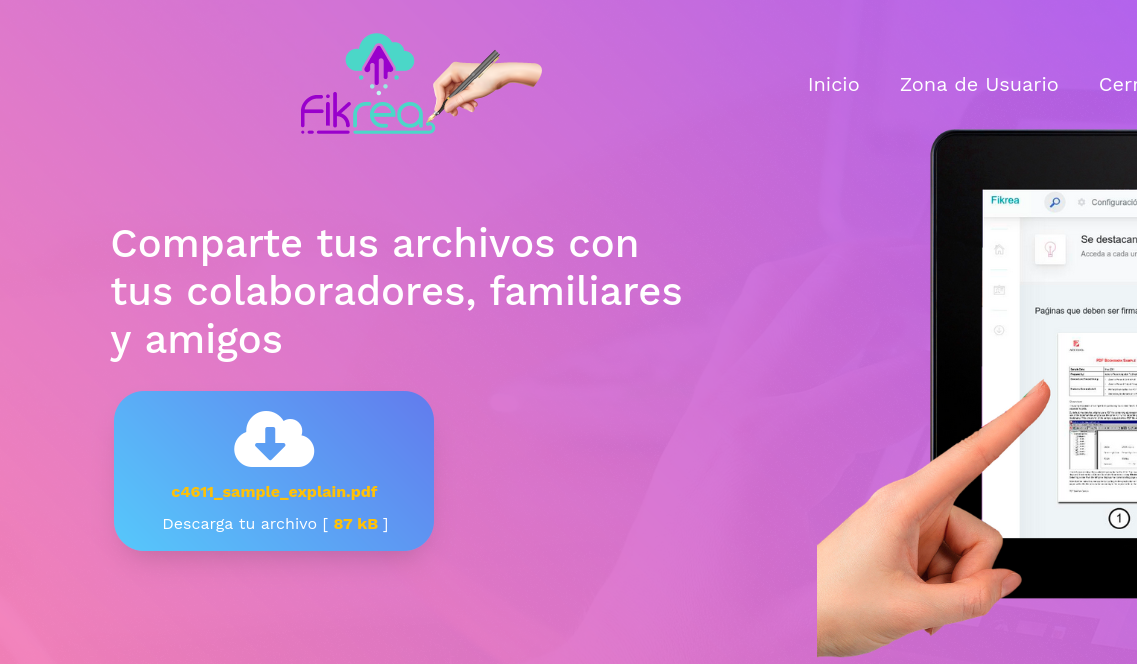 Fikrea
Inicio Zona de Usuario
Comparte tus archivos con
tus colaboradores, familiares
y amigos
c4611_sample_explain.pdf
Descarga tu archivo [ 87 kB ]
Fikrea
Configuració
Se destacan
Acceda a cada
Paginas que deben ser firma
1